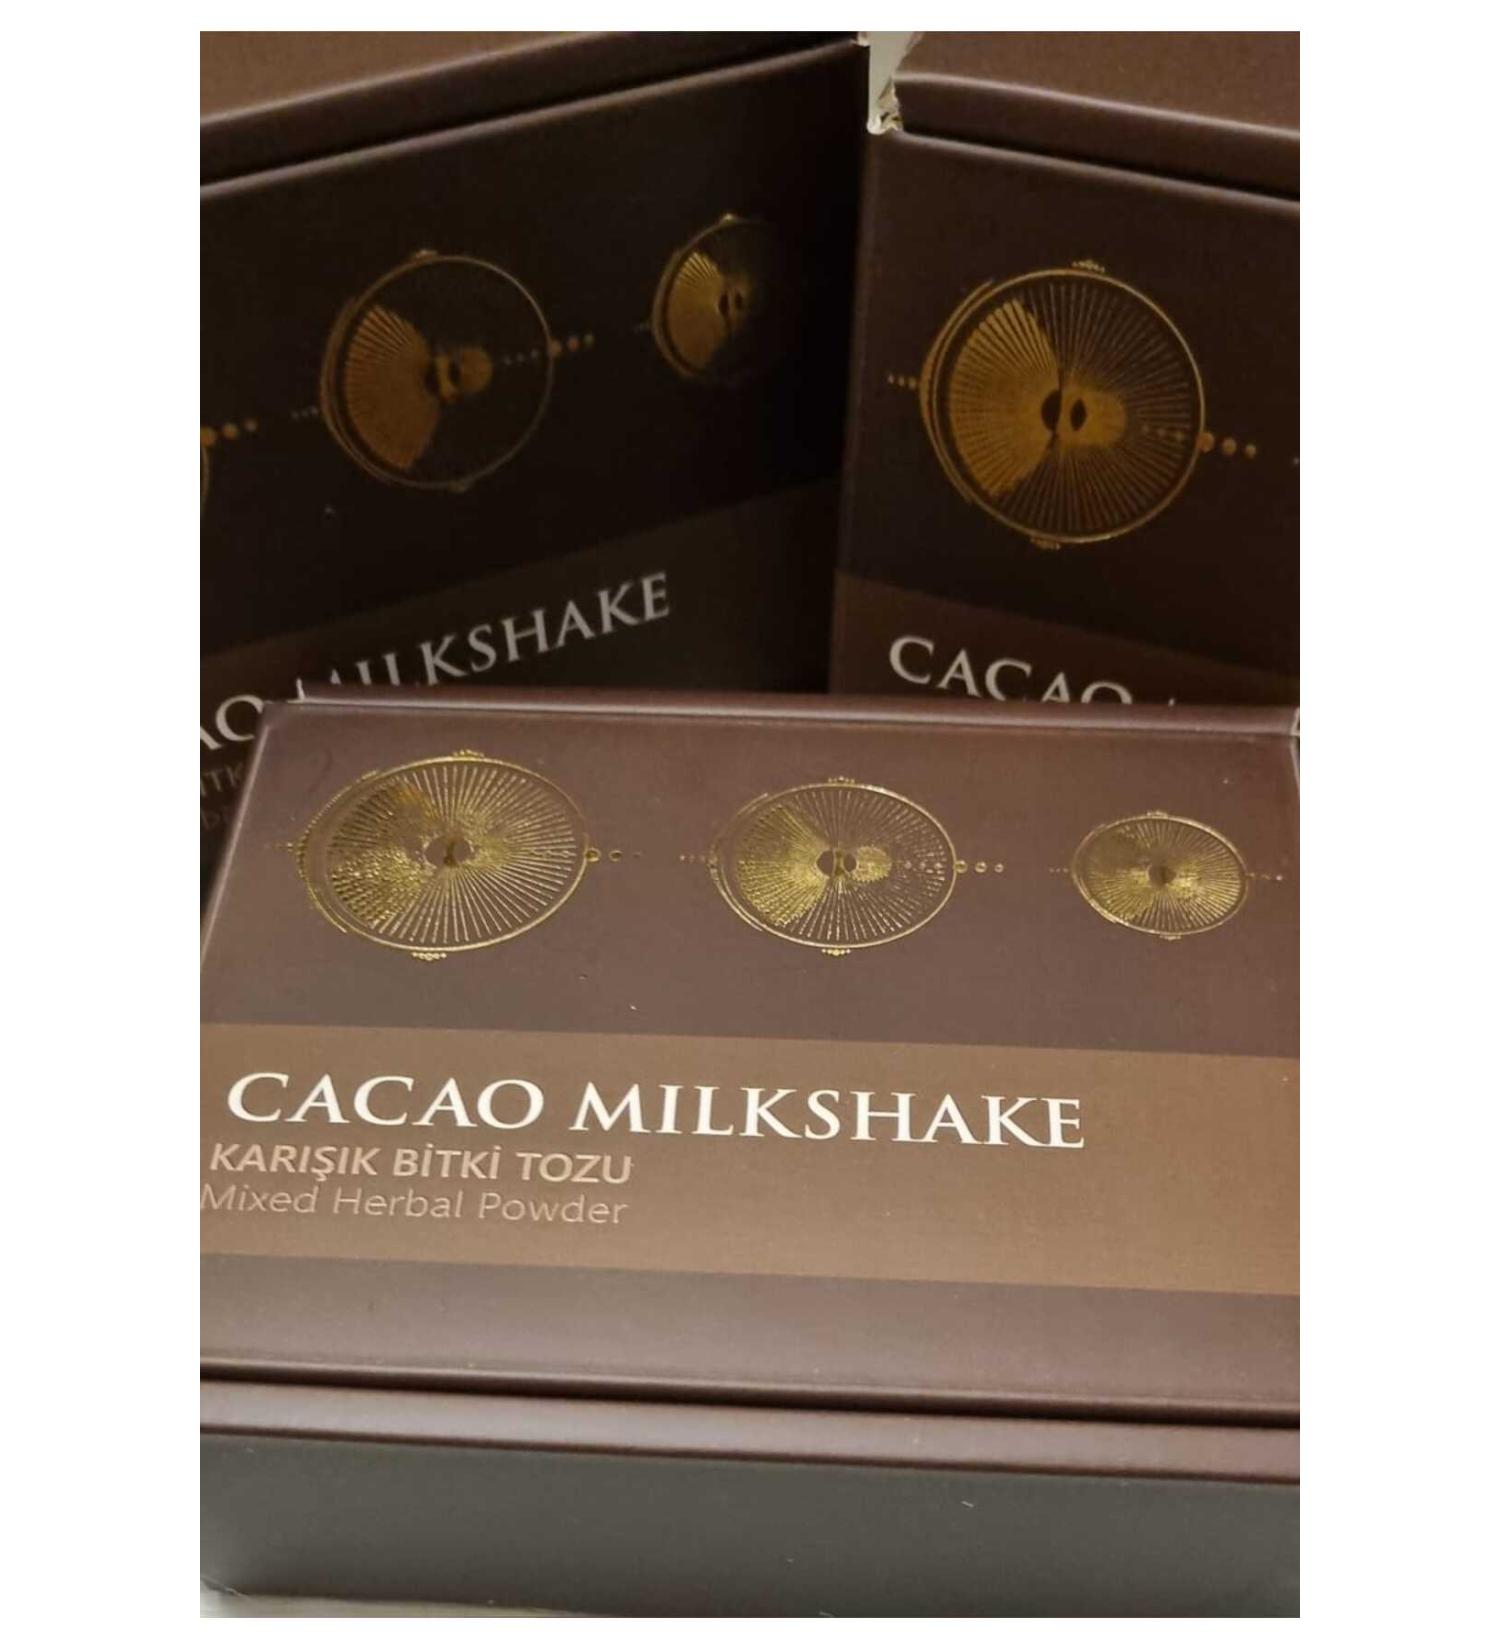 MILKSHAKE
CACAO
CACAO MILKSHAKE
KARIŞIK BİTKİ TOZU
Mixed Herbal Powder